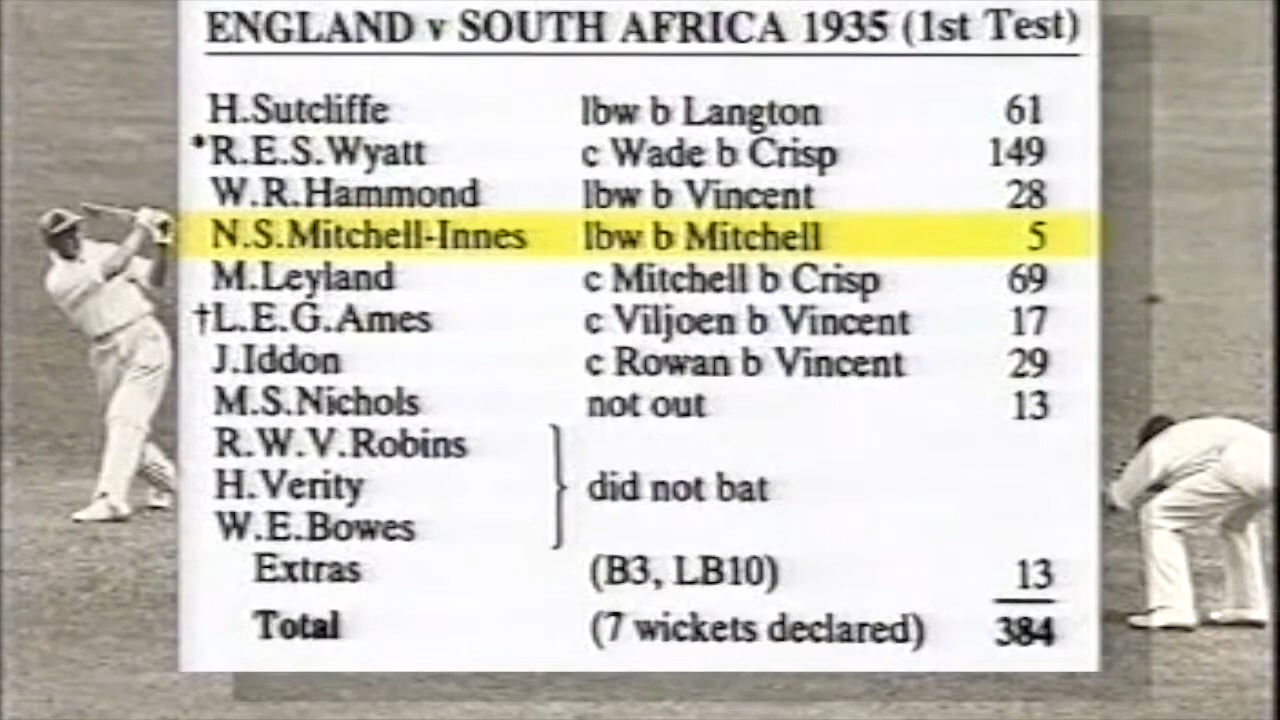 ENGLAND v SOUTH AFRICA 1935 (1st Test)
H.Sutcliffe lbw b Langton 61
*R.E.S.Wyatt c Wade b Crisp 149
W.R.Hammond lbw b Vincent 28
N.S.Mitchell-Innes lbw b Mitchell 5
M.Leyland c Mitchell b Crisp 69
†L.E.G.Ames c Viljoen b Vincent 17
J.Iddon c Rowan b Vincent 29
M.S.Nichols not out 13
R.W.V.Robins
H.Verity did not bat
W.E.Bowes
Extras (B3, LB10) 13
Total (7 wickets declared) 384